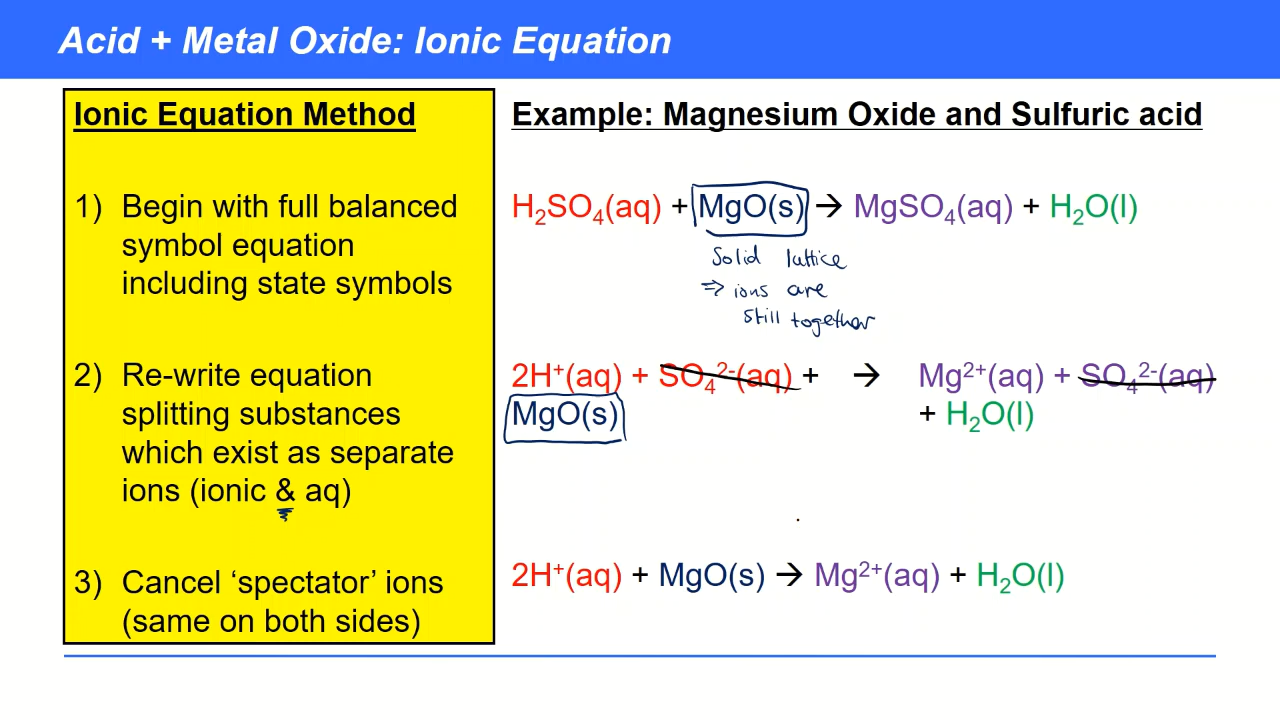 Acid + Metal Oxide: Ionic Equation
Ionic Equation Method
1) Begin with full balanced
symbol equation
including state symbols
2) Re-write equation
splitting substances
which exist as separate
ions (ionic & aq)
3) Cancel ‘spectator’ ions
(same on both sides)
Example: Magnesium Oxide and Sulfuric acid
H₂SO₄(aq) + MgO(s) → MgSO₄(aq) + H₂O(l)
Solid lattice
⇒ ions are
still together
2H⁺(aq) + SO₄²⁻(aq) + → Mg²⁺(aq) + SO₄²⁻(aq)
MgO(s) + H₂O(l)
2H⁺(aq) + MgO(s) → Mg²⁺(aq) + H₂O(l)